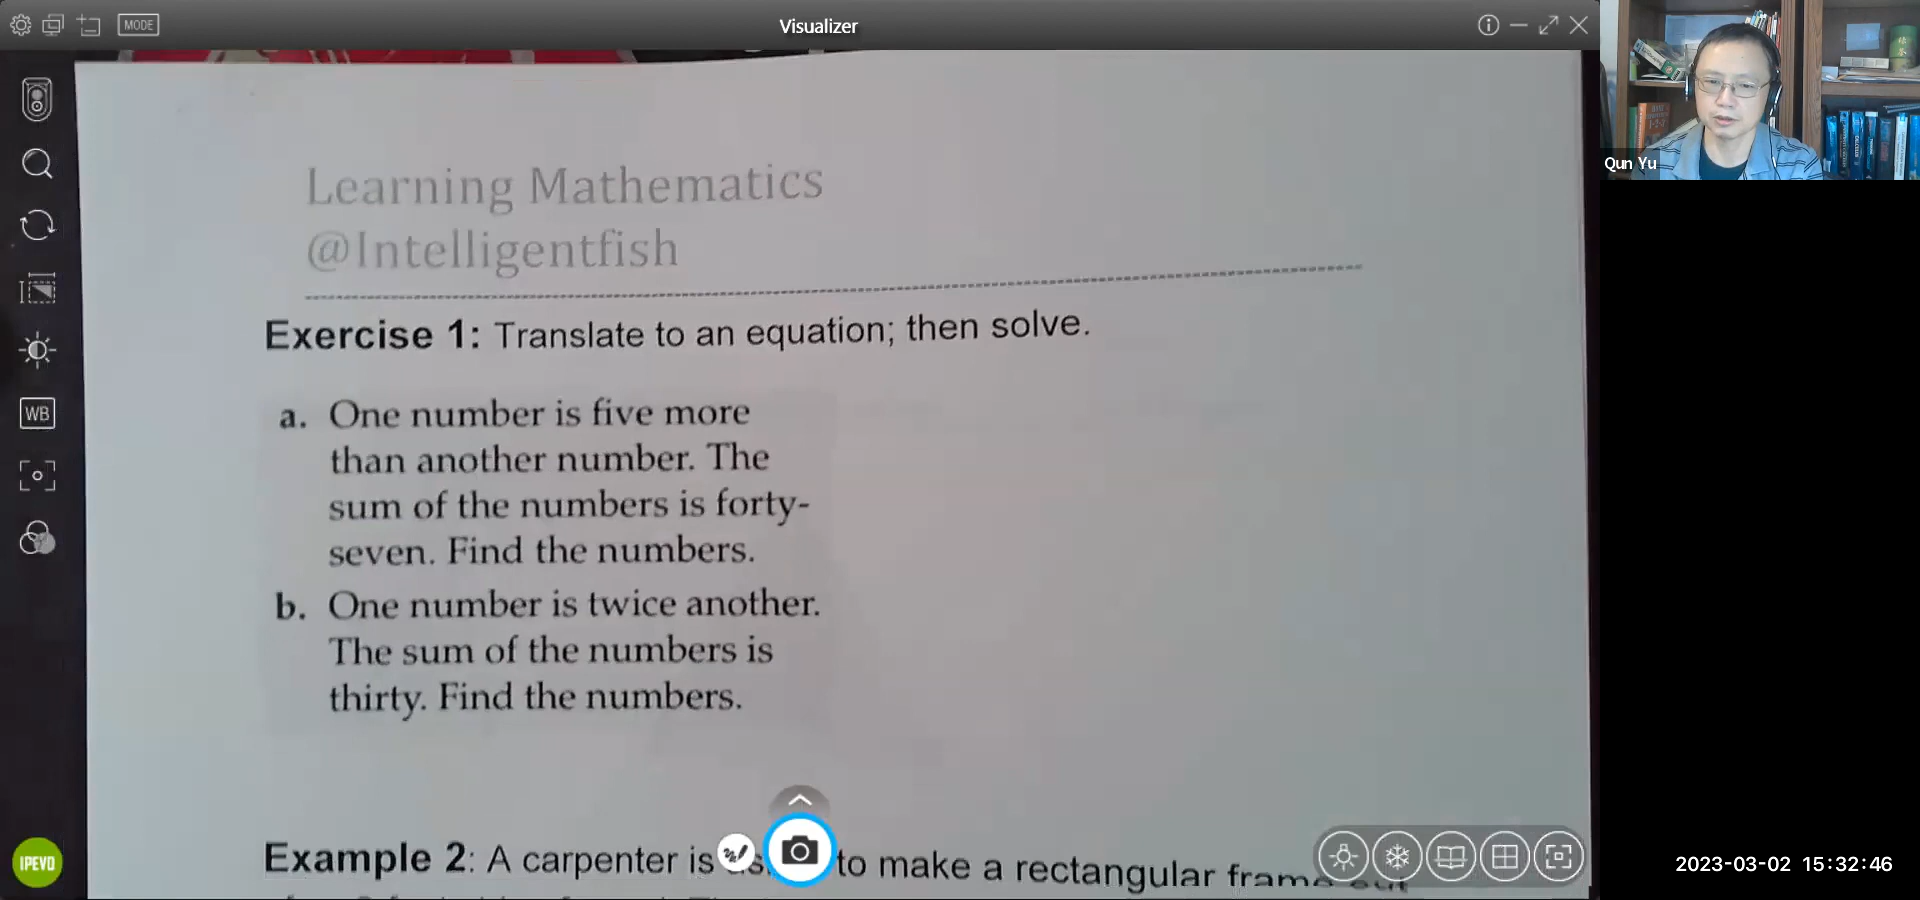 MODE
Visualizer
Learning Mathematics
@Intelligentfish
Exercise 1: Translate to an equation; then solve.
a. One number is five more
than another number. The
sum of the numbers is forty-
seven. Find the numbers.
b. One number is twice another.
The sum of the numbers is
thirty. Find the numbers.
Example 2: A carpenter is to make a rectangular
WB
IPEVO
Qun Yu
2023-03-02 15:32:46